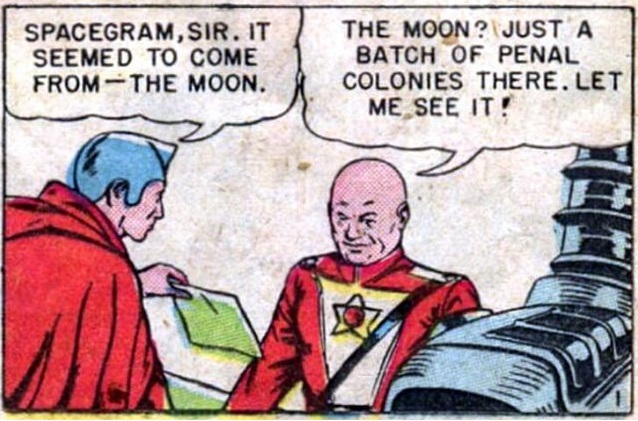 SPACEGRAM, SIR. IT
SEEMED TO COME
FROM — THE MOON.
THE MOON? JUST A
BATCH OF PENAL
COLONIES THERE. LET
ME SEE IT!
1